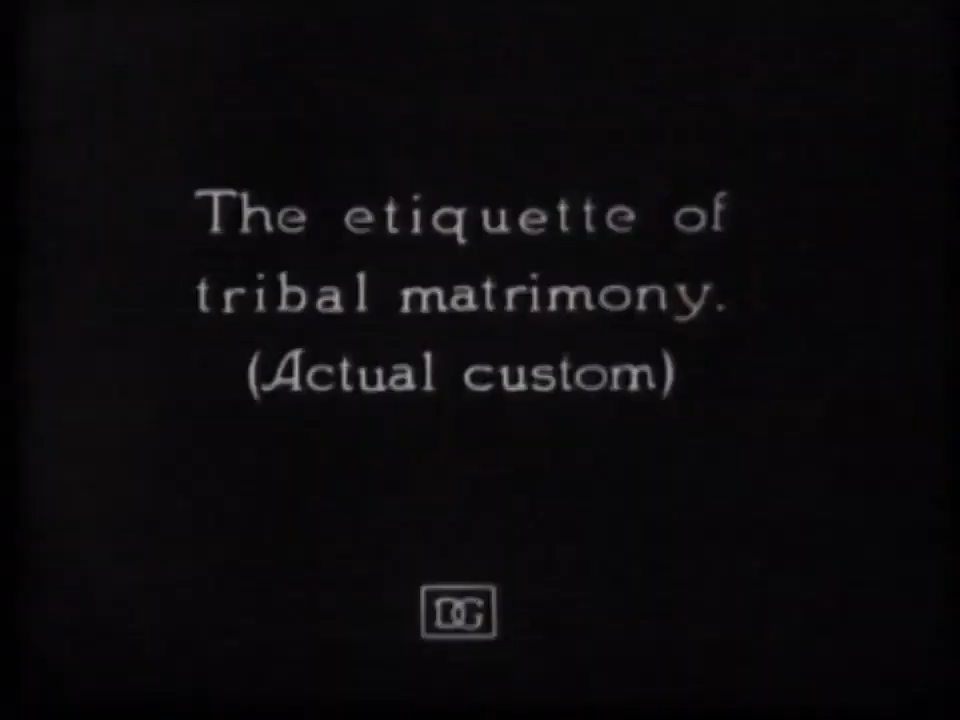 The etiquette of
tribal matrimony.
(Actual custom)
DG